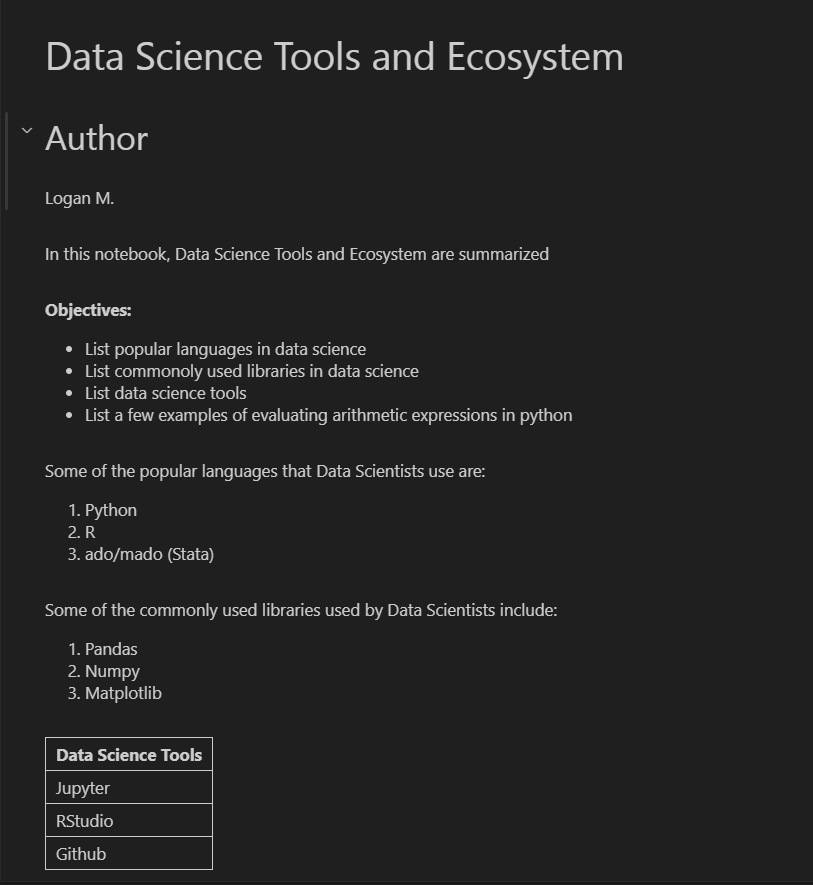 Data Science Tools and Ecosystem
Author
Logan M.
In this notebook, Data Science Tools and Ecosystem are summarized
Objectives:
• List popular languages in data science
• List commonoly used libraries in data science
• List data science tools
• List a few examples of evaluating arithmetic expressions in python
Some of the popular languages that Data Scientists use are:
1. Python
2. R
3. ado/mado (Stata)
Some of the commonly used libraries used by Data Scientists include:
1. Pandas
2. Numpy
3. Matplotlib
Data Science Tools
Jupyter
RStudio
Github